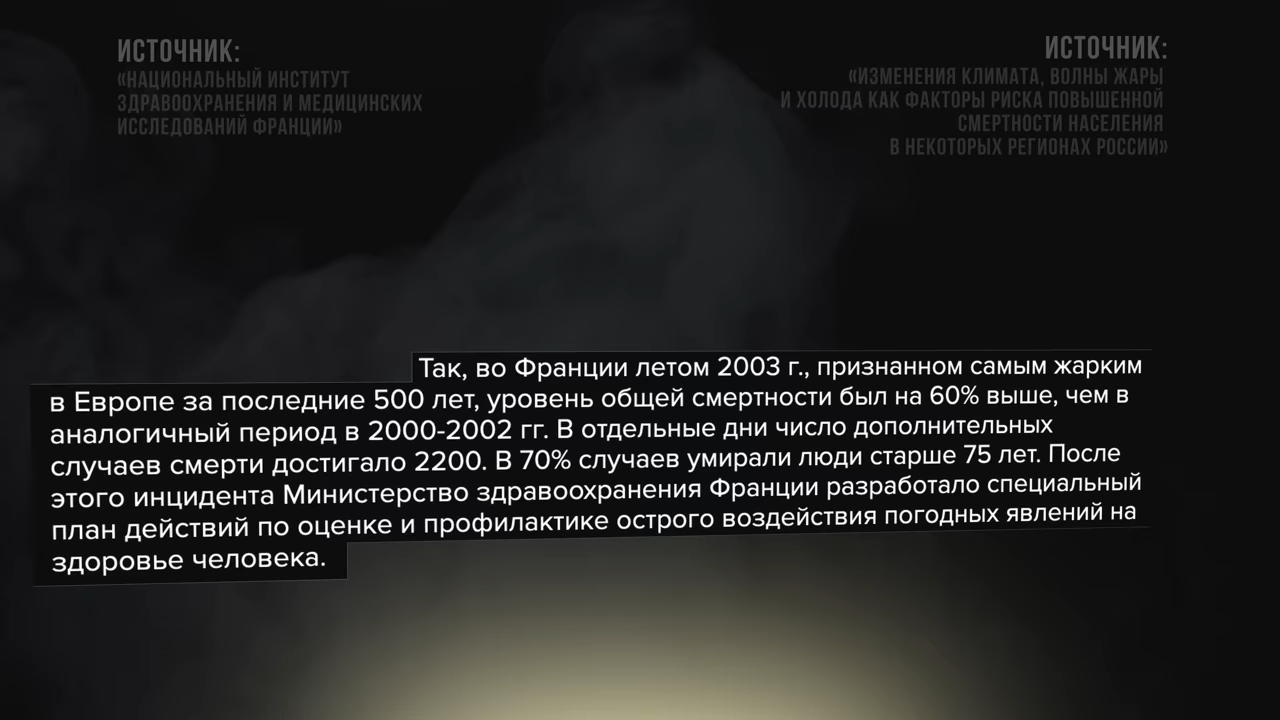 ИСТОЧНИК:
«НАЦИОНАЛЬНЫЙ ИНСТИТУТ
ЗДРАВООХРАНЕНИЯ И МЕДИЦИНСКИХ
ИССЛЕДОВАНИЙ ФРАНЦИИ»
ИСТОЧНИК:
«ИЗМЕНЕНИЯ КЛИМАТА, ВОЛНЫ ЖАРЫ
И ХОЛОДА КАК ФАКТОРЫ РИСКА ПОВЫШЕННОЙ
СМЕРТНОСТИ НАСЕЛЕНИЯ
В НЕКОТОРЫХ РЕГИОНАХ РОССИИ»
Так, во Франции летом 2003 г., признанном самым жарким
в Европе за последние 500 лет, уровень общей смертности был на 60% выше, чем в
аналогичный период в 2000-2002 гг. В отдельные дни число дополнительных
случаев смерти достигало 2200. В 70% случаев умирали люди старше 75 лет. После
этого инцидента Министерство здравоохранения Франции разработало специальный
план действий по оценке и профилактике острого воздействия погодных явлений на
здоровье человека.